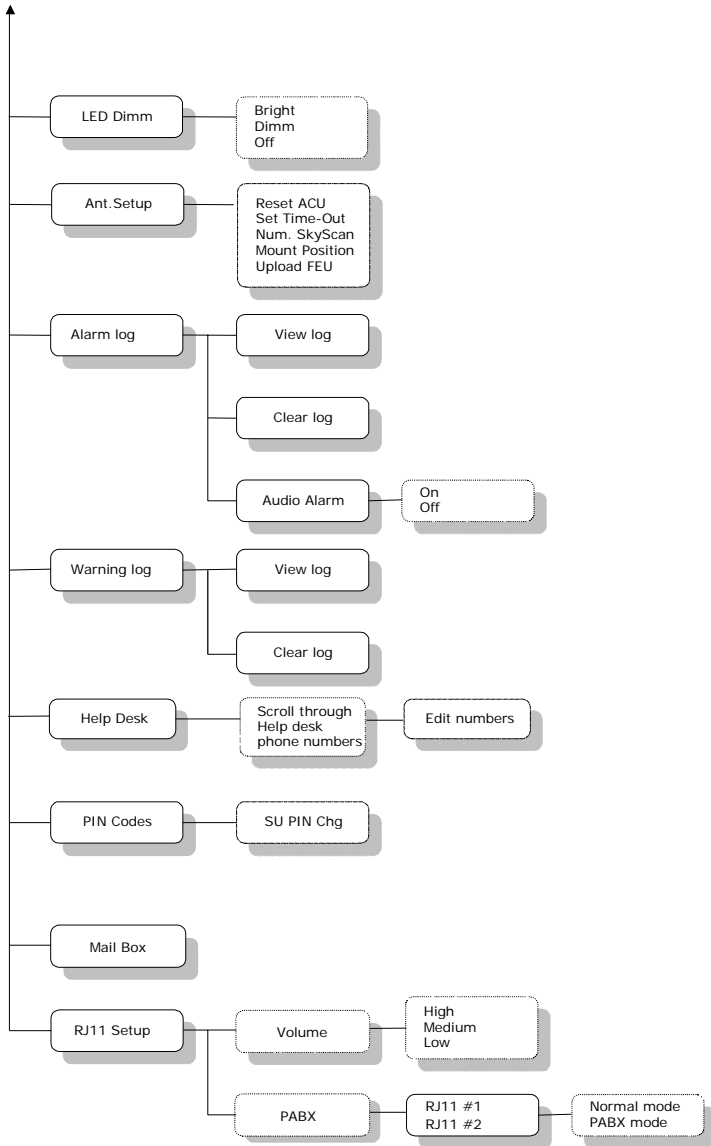 LED Dimm
Bright
Dimm
Off
Ant.Setup
Reset ACU
Set Time-Out
Num. SkyScan
Mount Position
Upload FEU
Alarm log
View log
Clear log
Audio Alarm
On
Off
Warning log
View log
Clear log
Help Desk
Scroll through
Help desk
phone numbers
Edit numbers
PIN Codes
SU PIN Chg
Mail Box
RJ11 Setup
Volume
High
Medium
Low
PABX
RJ11 #1
RJ11 #2
Normal mode
PABX mode